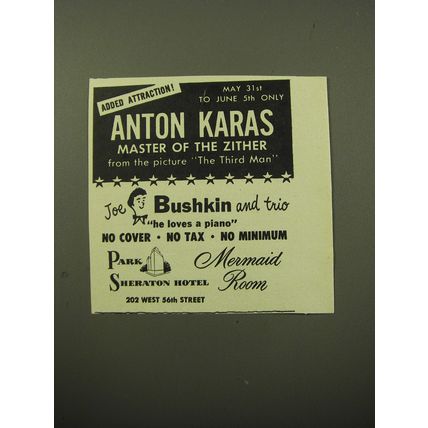 ADDED ATTRACTION!
MAY 31st
TO JUNE 5th ONLY
ANTON KARAS
MASTER OF THE ZITHER
from the picture "The Third Man"
Joe Bushkin and trio
"he loves a piano"
NO COVER • NO TAX • NO MINIMUM
PARK SHERATON HOTEL
Mermaid Room
202 WEST 56th STREET